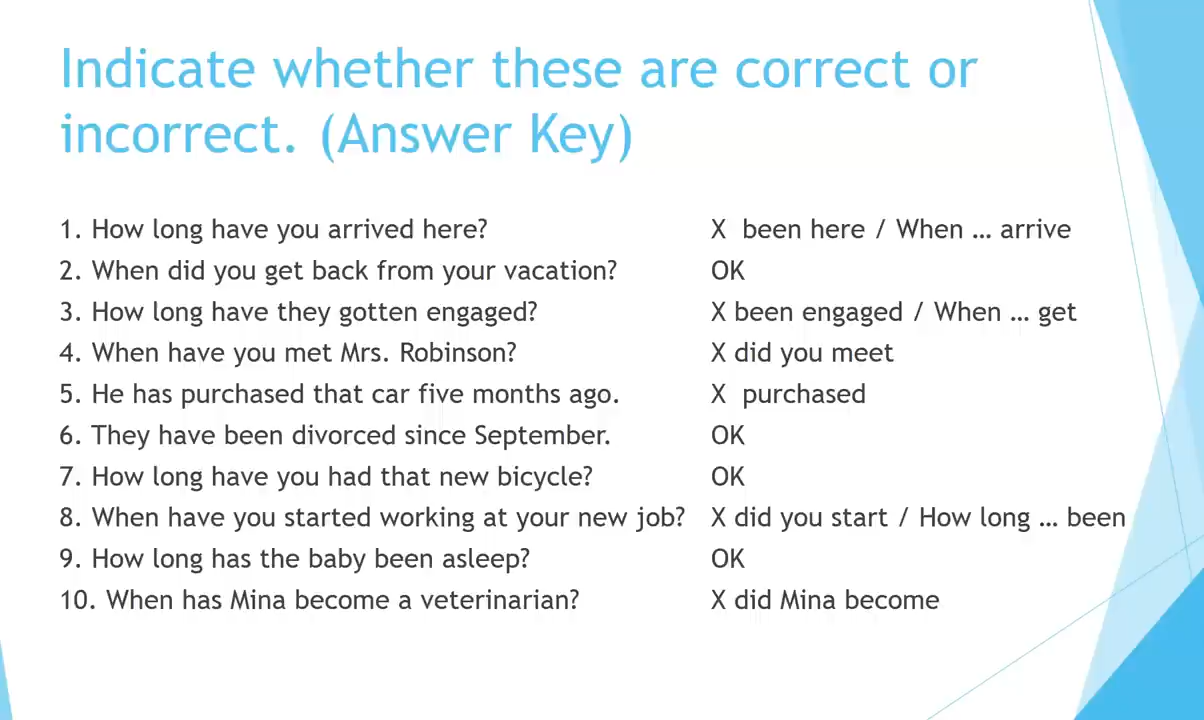 Indicate whether these are correct or
incorrect. (Answer Key)
1. How long have you arrived here? X been here / When … arrive
2. When did you get back from your vacation? OK
3. How long have they gotten engaged? X been engaged / When … get
4. When have you met Mrs. Robinson? X did you meet
5. He has purchased that car five months ago. X purchased
6. They have been divorced since September. OK
7. How long have you had that new bicycle? OK
8. When have you started working at your new job? X did you start / How long … been
9. How long has the baby been asleep? OK
10. When has Mina become a veterinarian? X did Mina become